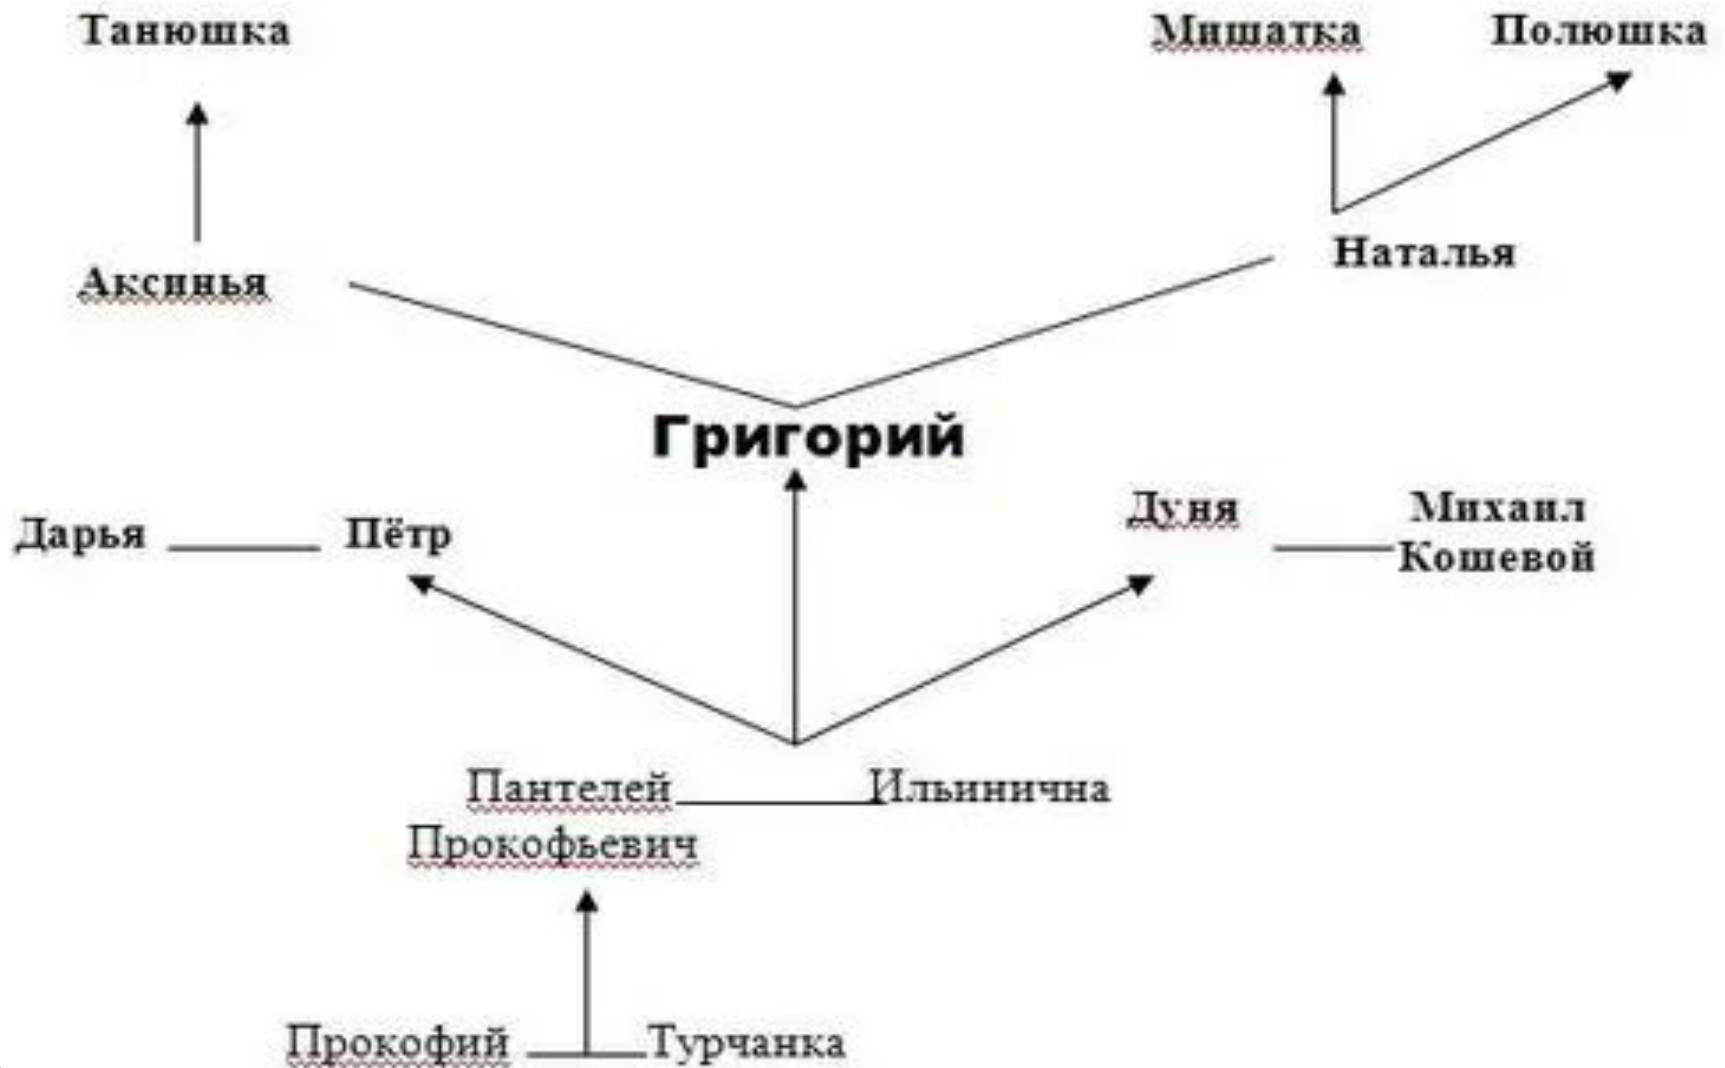 Танюшка
Мишатка
Полюшка
Аксинья
Наталья
Григорий
Дарья
Пётр
Дуня
Михаил
Кошевой
Пантелей
Прокофьевич
Ильинична
Прокофий
Турчанка